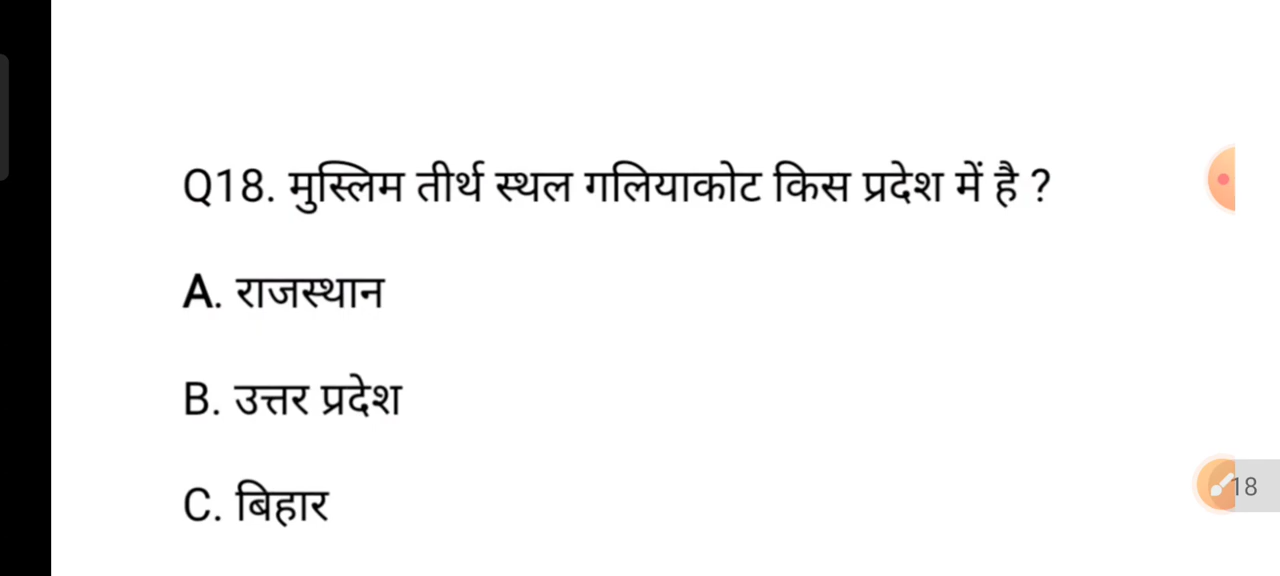 Q18. मुस्लिम तीर्थ स्थल गलियाकोट किस प्रदेश में है ?
A. राजस्थान
B. उत्तर प्रदेश
C. बिहार
18